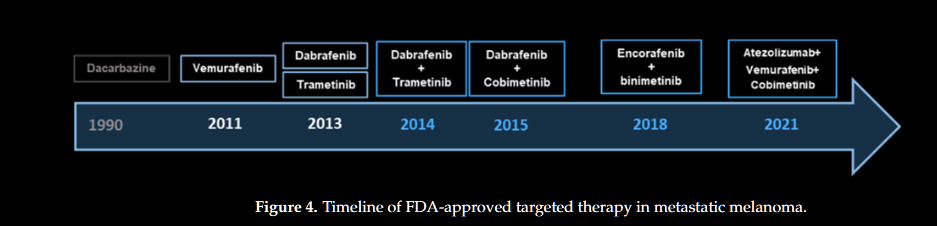 Dacarbazine
Vemurafenib
Dabrafenib
Trametinib
Dabrafenib
+
Trametinib
Dabrafenib
+
Cobimetinib
Encorafenib
+
binimetinib
Atezolizumab+
Vemurafenib+
Cobimetinib
1990
2011
2013
2014
2015
2018
2021
Figure 4. Timeline of FDA-approved targeted therapy in metastatic melanoma.